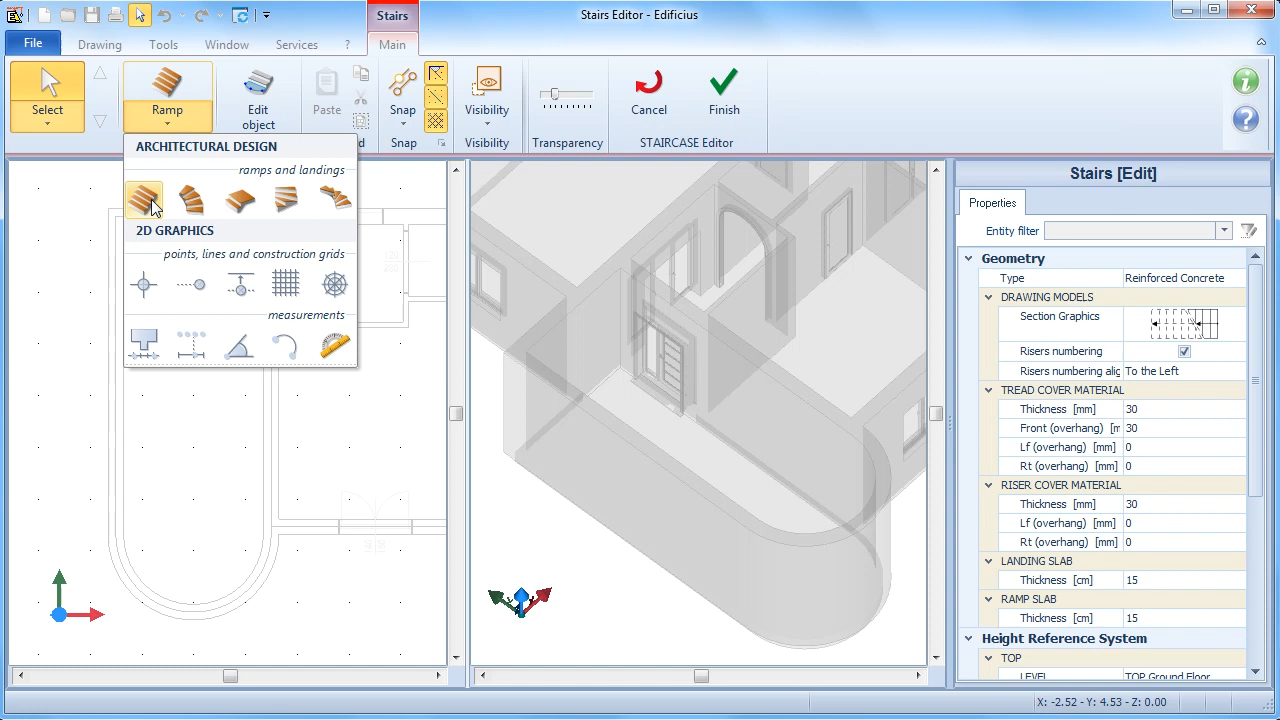 Stairs
Stairs Editor - Edificius
File
Drawing
Tools
Window
Services
?
Main
Select
Ramp
Edit
object
Paste
Snap
Visibility
Cancel
Finish
d
Snap
Visibility
Transparency
STAIRCASE Editor
ARCHITECTURAL DESIGN
ramps and landings
2D GRAPHICS
points, lines and construction grids
measurements
Stairs [Edit]
Properties
Entity filter
Geometry
Type Reinforced Concrete
DRAWING MODELS
Section Graphics
Risers numbering
Risers numbering alig To the Left
TREAD COVER MATERIAL
Thickness [mm] 30
Front (overhang) [r 30
Lf (overhang) [mm] 0
Rt (overhang) [mm] 0
RISER COVER MATERIAL
Thickness [mm] 30
Lf (overhang) [mm] 0
Rt (overhang) [mm] 0
LANDING SLAB
Thickness [cm] 15
RAMP SLAB
Thickness [cm] 15
Height Reference System
TOP
LEVEL TOP Ground Floor
X: -2.52 - Y: 4.53 - Z: 0.00